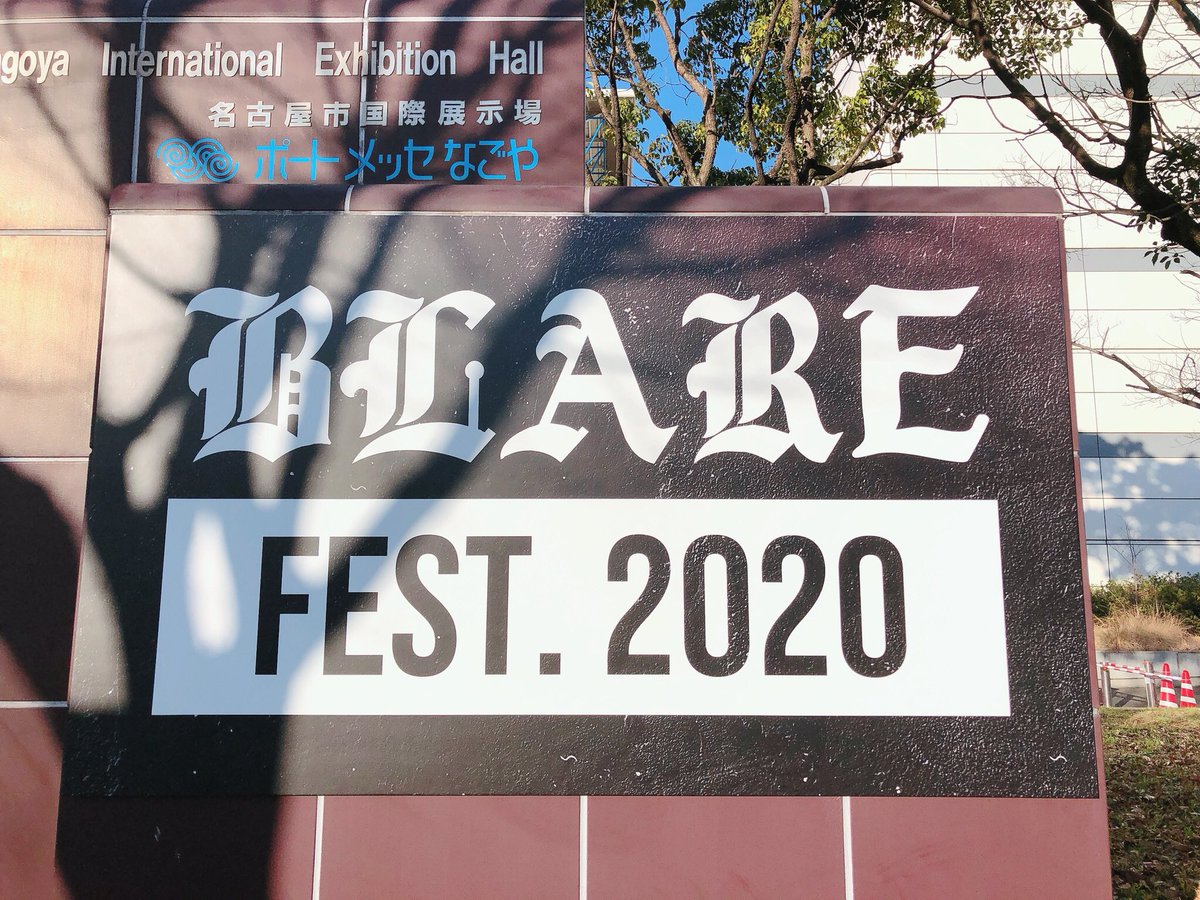 goya International Exhibition Hall
名古屋市国際展示場
ポートメッセなごや
BLARE
FEST. 2020